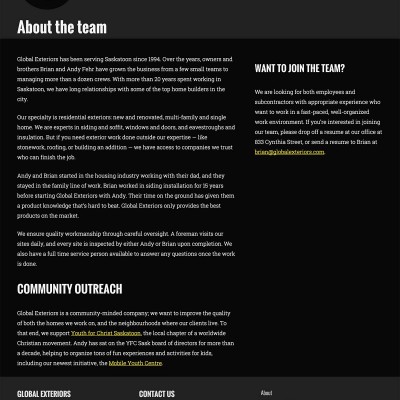 About the team
Global Exteriors has been serving Saskatoon since 1994. Over the years, owners and
brothers Brian and Andy Fehr have grown the business from a few small teams to
managing more than a dozen crews. With more than 20 years spent working in
Saskatoon, we have long relationships with some of the top home builders in the
city.
Our specialty is residential exteriors: new and renovated, multi-family and single
home. We are experts in siding and soffit, windows and doors, and eavestroughs and
insulation. But if you need exterior work done outside our expertise – like
stonework, roofing, or building an addition – we have access to companies we trust
who can finish the job.
Andy and Brian started in the housing industry working with their dad, and they
stayed in the family line of work. Brian worked in siding installation for 15 years
before starting Global Exteriors with Andy. Their time on the ground has given them
a product knowledge that's hard to beat. Global Exteriors only provides the best
products on the market.
We ensure quality workmanship through careful oversight. A foreman visits our
sites daily, and every site is inspected by either Andy or Brian upon completion. We
also have a full time service person available to answer any questions once the work
is done.
COMMUNITY OUTREACH
Global Exteriors is a community-minded company; we want to improve the quality
of both the homes we work on, and the neighbourhoods where our clients live. To
that end, we support Youth for Christ Saskatoon, the local chapter of a worldwide
Christian movement. Andy has sat on the YFC Sask board of directors for more than
a decade, helping to organize tons of fun experiences and activities for kids,
including our newest initiative, the Mobile Youth Centre.
WANT TO JOIN THE TEAM?
We are looking for both employees and
subcontractors with appropriate experience who
want to work in a fast-paced, well-organized
work environment. If you're interested in joining
our team, please drop off a resume at our office at
833 Cynthia Street, or send a resume to Brian at
brian@globalexteriors.com.
GLOBAL EXTERIORS
CONTACT US
About